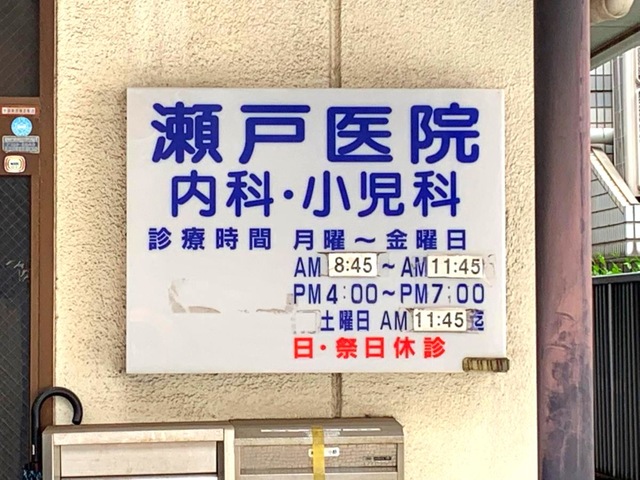 瀬戸医院
内科・小児科
診療時間 月曜～金曜日
AM 8:45 ～ AM 11:45
PM 4:00～PM 7:00
土曜日 AM 11:45 迄
日・祭日休診